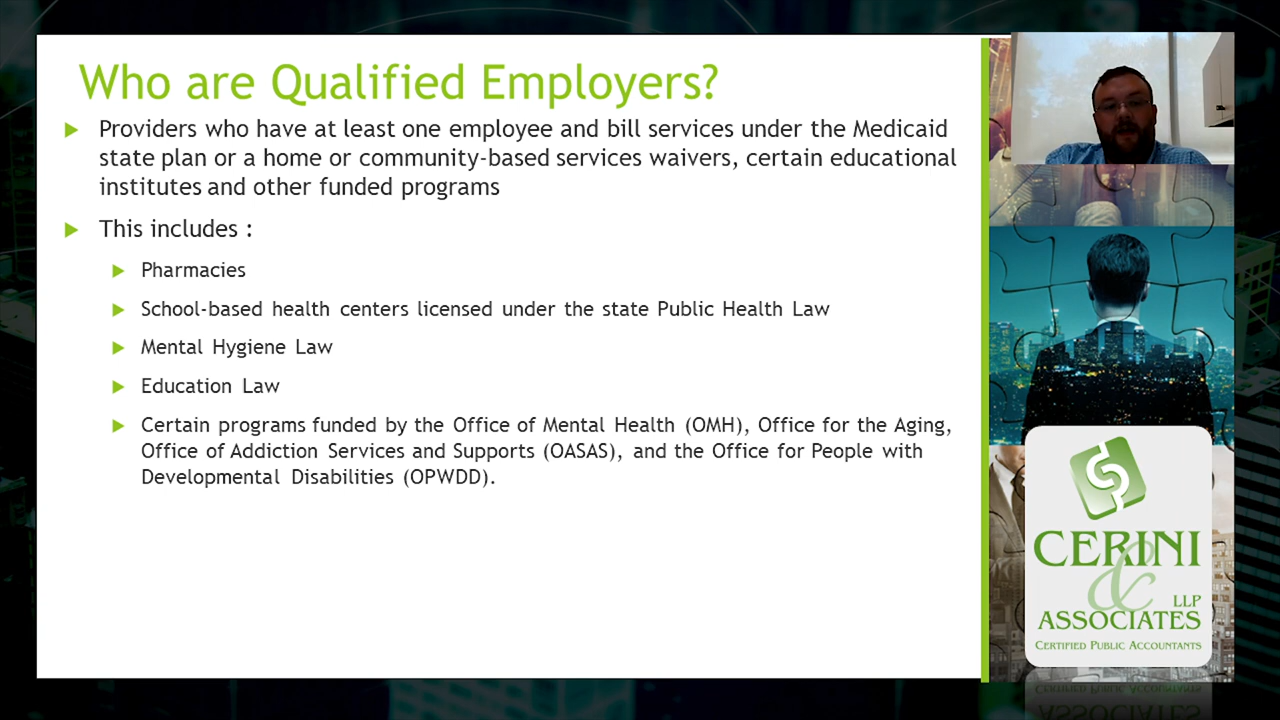 Who are Qualified Employers?
Providers who have at least one employee and bill services under the Medicaid
state plan or a home or community-based services waivers, certain educational
institutes and other funded programs
This includes :
Pharmacies
School-based health centers licensed under the state Public Health Law
Mental Hygiene Law
Education Law
Certain programs funded by the Office of Mental Health (OMH), Office for the Aging,
Office of Addiction Services and Supports (OASAS), and the Office for People with
Developmental Disabilities (OPWDD).
CERINI
&
LLP
ASSOCIATES
CERTIFIED PUBLIC ACCOUNTANTS